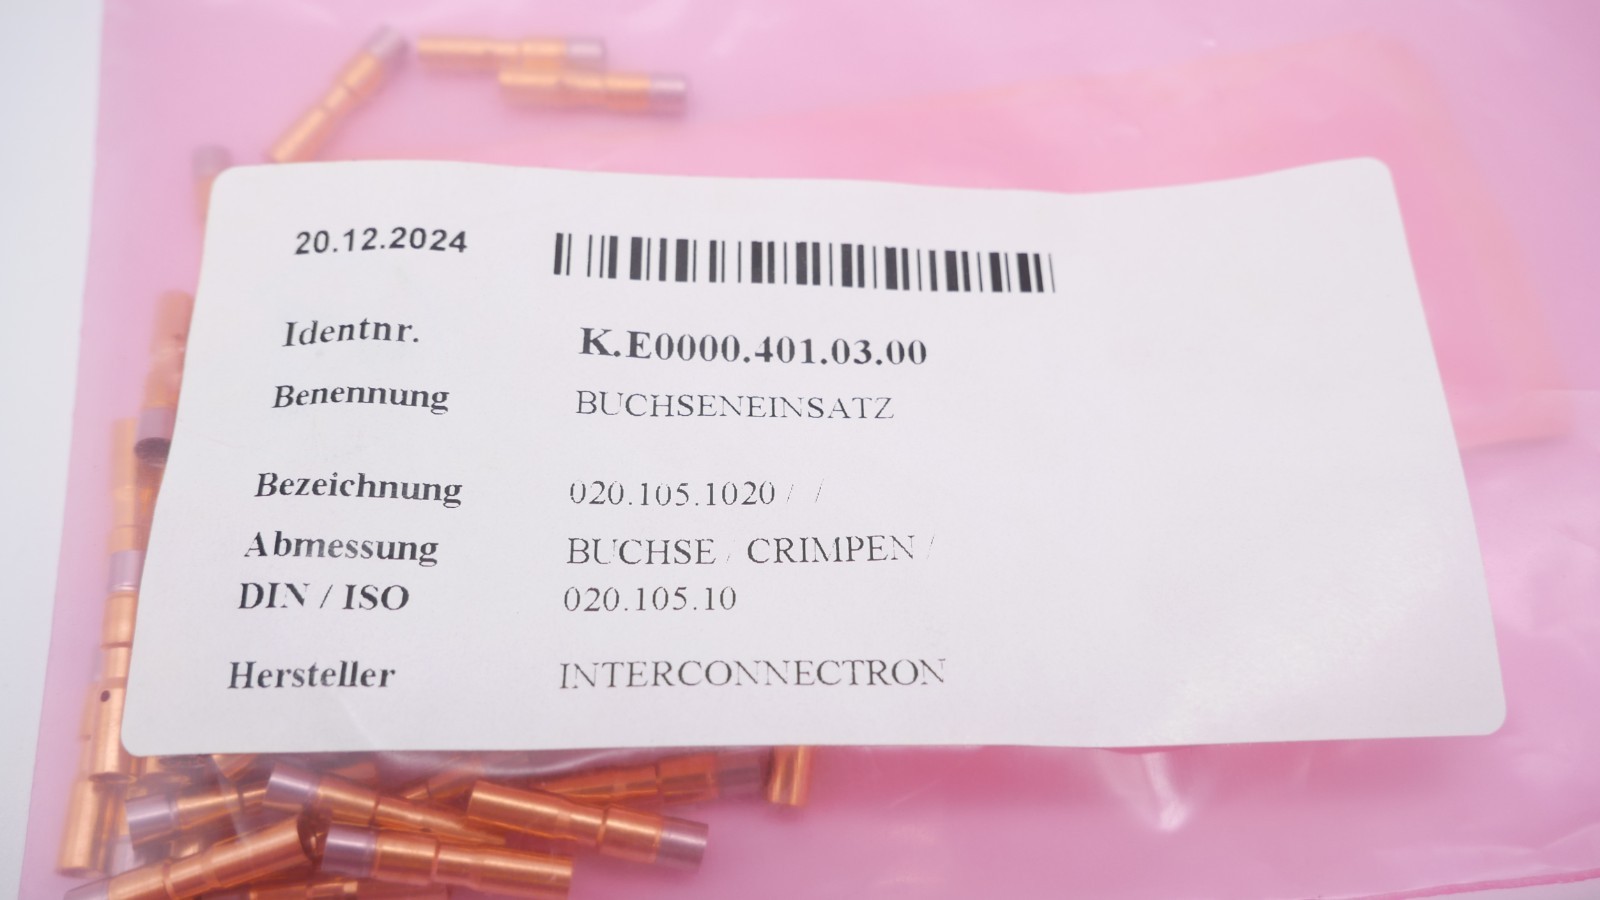 20.12.2024
Identnr. K.E0000.401.03.00
Benennung BUCHSENEINSATZ
Bezeichnung 020.105.1020 / /
Abmessung BUCHSE / CRIMPEN /
DIN / ISO 020.105.10
Hersteller INTERCONNECTRON